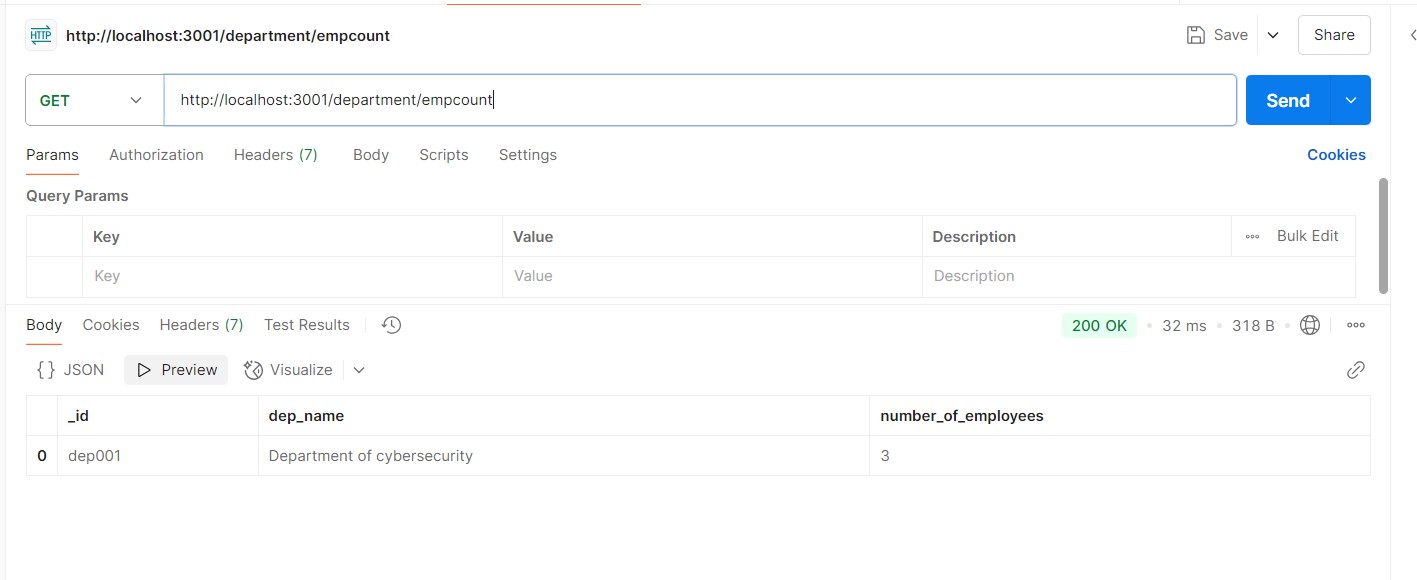 HTTP http://localhost:3001/department/empcount Save Share
GET http://localhost:3001/department/empcount Send
Params Authorization Headers (7) Body Scripts Settings Cookies
Query Params
Key Value Description Bulk Edit
Key Value Description
Body Cookies Headers (7) Test Results 200 OK 32 ms 318 B
{} JSON Preview Visualize
_id dep_name number_of_employees
0 dep001 Department of cybersecurity 3